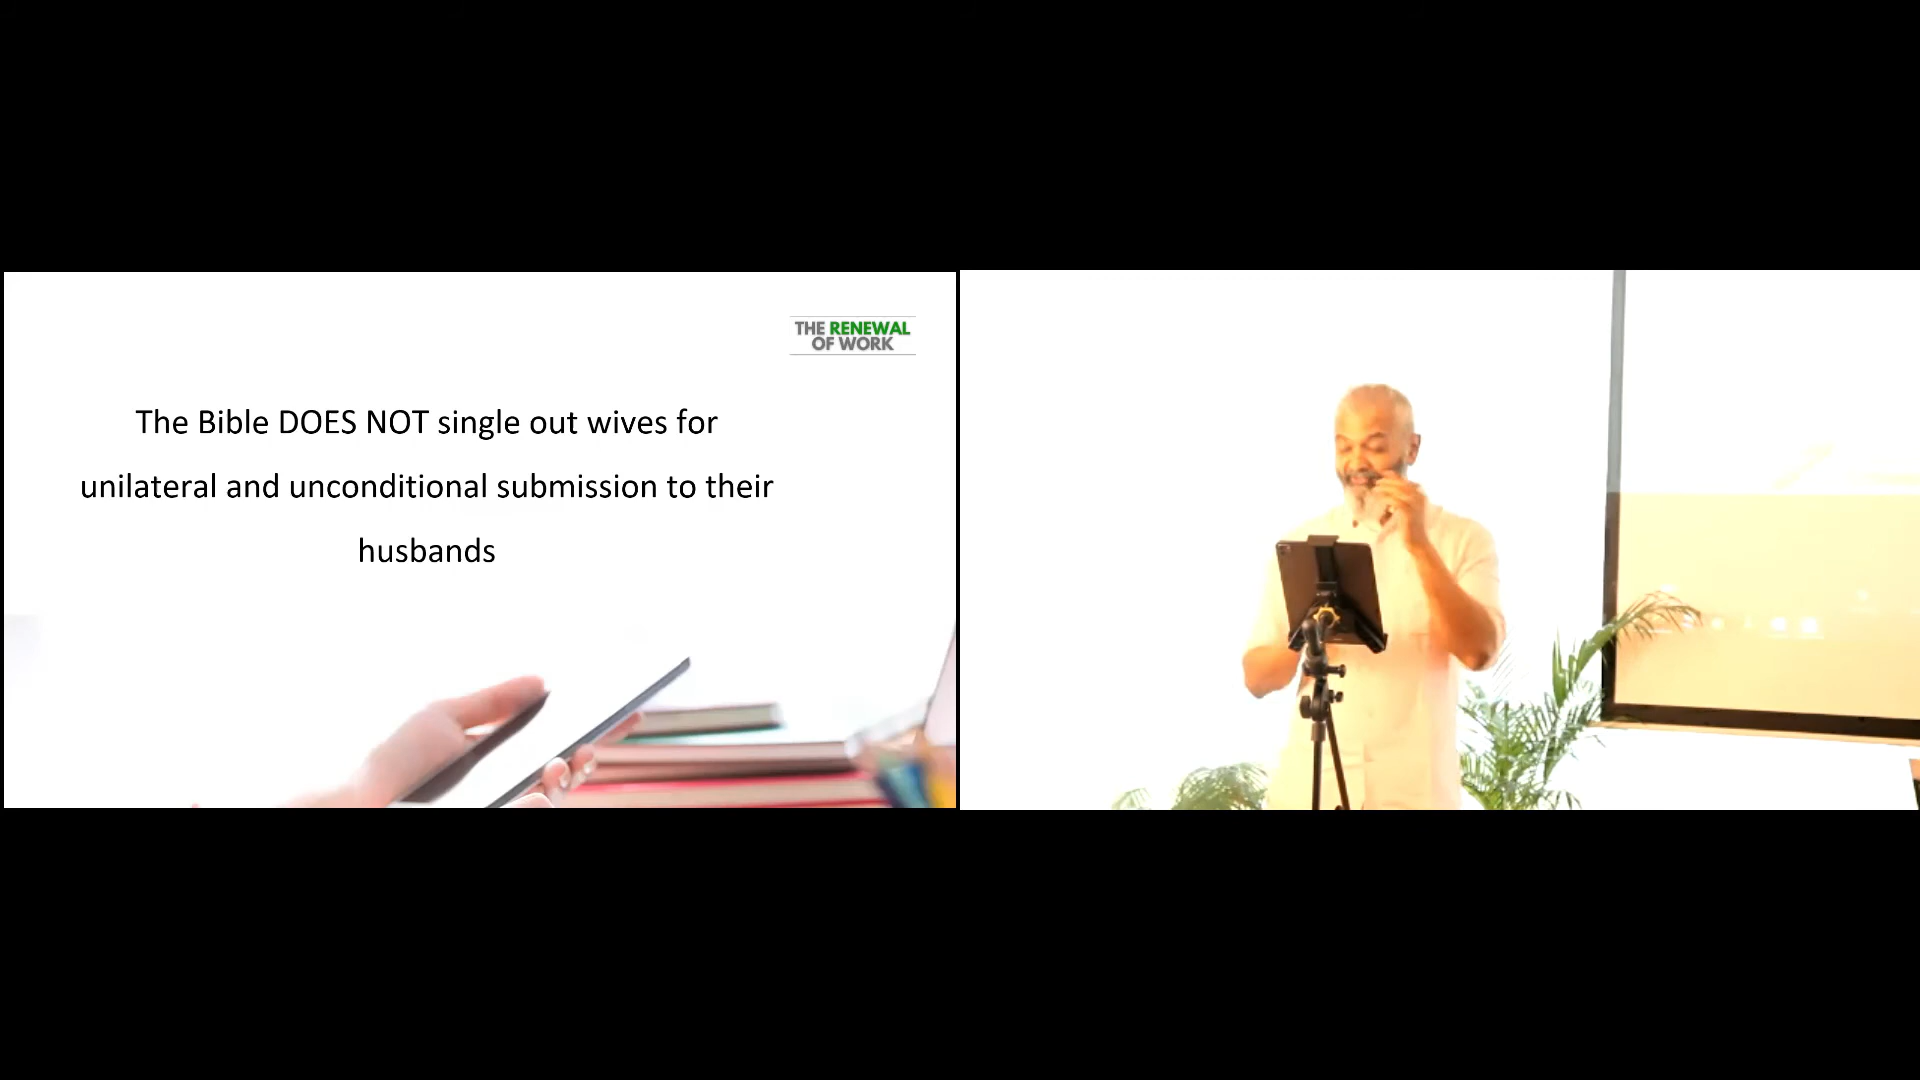 THE RENEWAL
OF WORK
The Bible DOES NOT single out wives for
unilateral and unconditional submission to their
husbands